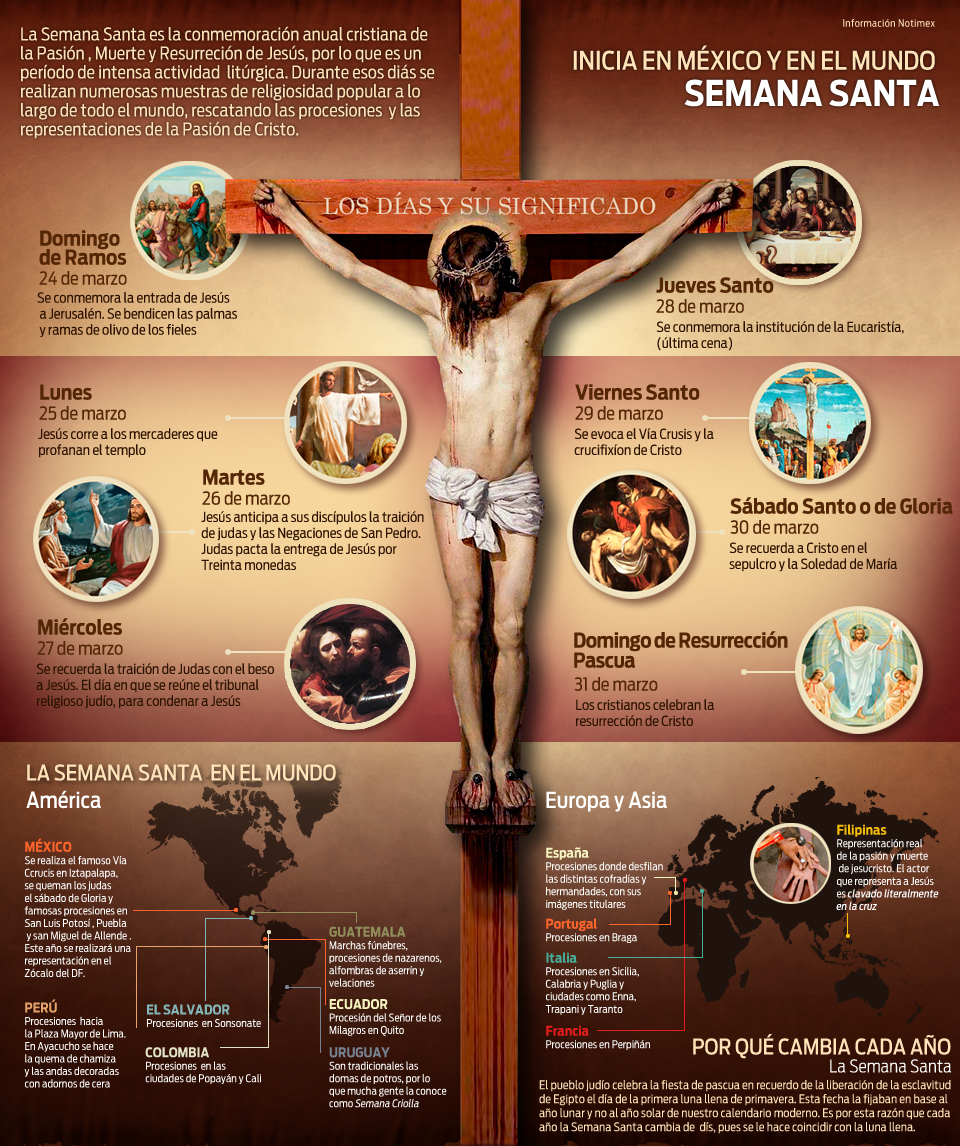 La Semana Santa es la conmemoración anual cristiana de
la Pasión , Muerte y Resurreción de Jesús, por lo que es un
período de intensa actividad litúrgica. Durante esos diás se
realizan numerosas muestras de religiosidad popular a lo
largo de todo el mundo, rescatando las procesiones y las
representaciones de la Pasión de Cristo.
Información Notimex
INICIA EN MÉXICO Y EN EL MUNDO
SEMANA SANTA
LOS DÍAS Y SU SIGNIFICADO
Domingo
de Ramos
24 de marzo
Se conmemora la entrada de Jesús
a Jerusalén. Se bendicen las palmas
y ramas de olivo de los fieles
Lunes
25 de marzo
Jesús corre a los mercaderes que
profanan el templo
Martes
26 de marzo
Jesús anticipa a sus discípulos la traición
de judas y las Negaciones de San Pedro.
Judas pacta la entrega de Jesús por
Treinta monedas
Miércoles
27 de marzo
Se recuerda la traición de Judas con el beso
a Jesús. El día en que se reúne el tribunal
religioso judío, para condenar a Jesús
Jueves Santo
28 de marzo
Se conmemora la institución de la Eucaristía,
(última cena)
Viernes Santo
29 de marzo
Se evoca el Vía Crusis y la
crucifixíon de Cristo
Sábado Santo o de Gloria
30 de marzo
Se recuerda a Cristo en el
sepulcro y la Soledad de María
Domingo de Resurrección
Pascua
31 de marzo
Los cristianos celebran la
resurrección de Cristo
LA SEMANA SANTA EN EL MUNDO
América
MÉXICO
Se realiza el famoso Vía
Ccrucis en Iztapalapa,
se queman los judas
el sábado de Gloria y
famosas procesiones en
San Luis Potosí , Puebla
y san Miguel de Allende .
Este año se realizará una
representación en el
Zócalo del DF.
PERÚ
Procesiones hacia
la Plaza Mayor de Lima.
En Ayacucho se hace
la quema de chamiza
y las andas decoradas
con adornos de cera
EL SALVADOR
Procesiones en Sonsonate
COLOMBIA
Procesiones en las
ciudades de Popayán y Cali
GUATEMALA
Marchas fúnebres,
procesiones de nazarenos,
alfombras de aserrín y
velaciones
ECUADOR
Procesión del Señor de los
Milagros en Quito
URUGUAY
Son tradicionales las
domas de potros, por lo
que mucha gente la conoce
como Semana Criolla
Europa y Asia
España
Procesiones donde desfilan
las distintas cofradías y
hermandades, con sus
imágenes titulares
Portugal
Procesiones en Braga
Italia
Procesiones en Sicilia,
Calabria y Puglia y
ciudades como Enna,
Trapani y Taranto
Francia
Procesiones en Perpiñán
Filipinas
Representación real
de la pasión y muerte
de jesucristo. El actor
que representa a Jesús
es clavado literalmente
en la cruz
POR QUÉ CAMBIA CADA AÑO
La Semana Santa
El pueblo judío celebra la fiesta de pascua en recuerdo de la liberación de la esclavitud
de Egipto el día de la primera luna llena de primavera. Esta fecha la fijaban en base al
año lunar y no al año solar de nuestro calendario moderno. Es por esta razón que cada
año la Semana Santa cambia de dís, pues se le hace coincidir con la luna llena.